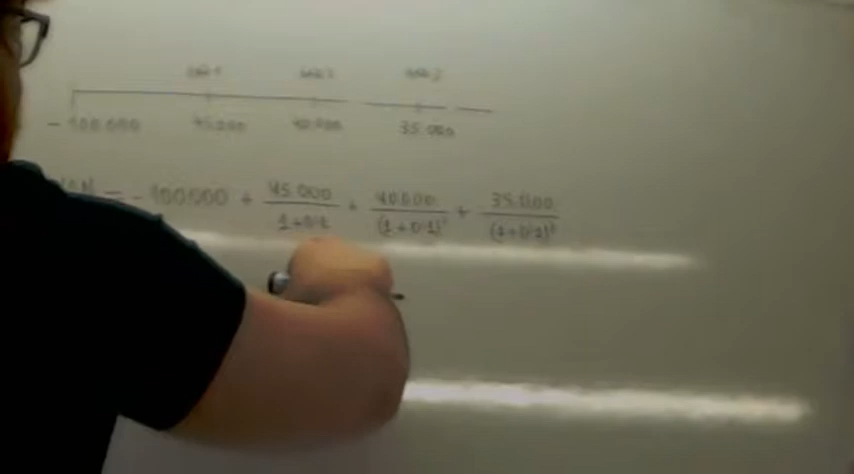 - 100.000 45.000 40.000 35.000
VAN = - 100.000 + 45.000/(1+0'1) + 40.000/(1+0'1)² + 35.000/(1+0'1)³